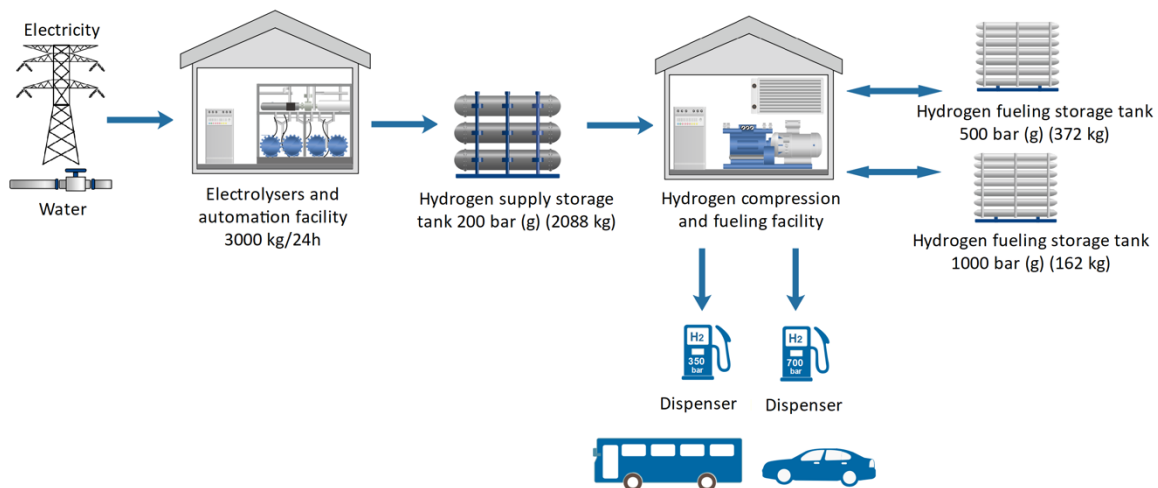 Electricity
Water
Electrolysers and
automation facility
3000 kg/24h
Hydrogen supply storage
tank 200 bar (g) (2088 kg)
Hydrogen compression
and fueling facility
Hydrogen fueling storage tank
500 bar (g) (372 kg)
Hydrogen fueling storage tank
1000 bar (g) (162 kg)
H2
350
bar
Dispenser
H2
700
bar
Dispenser